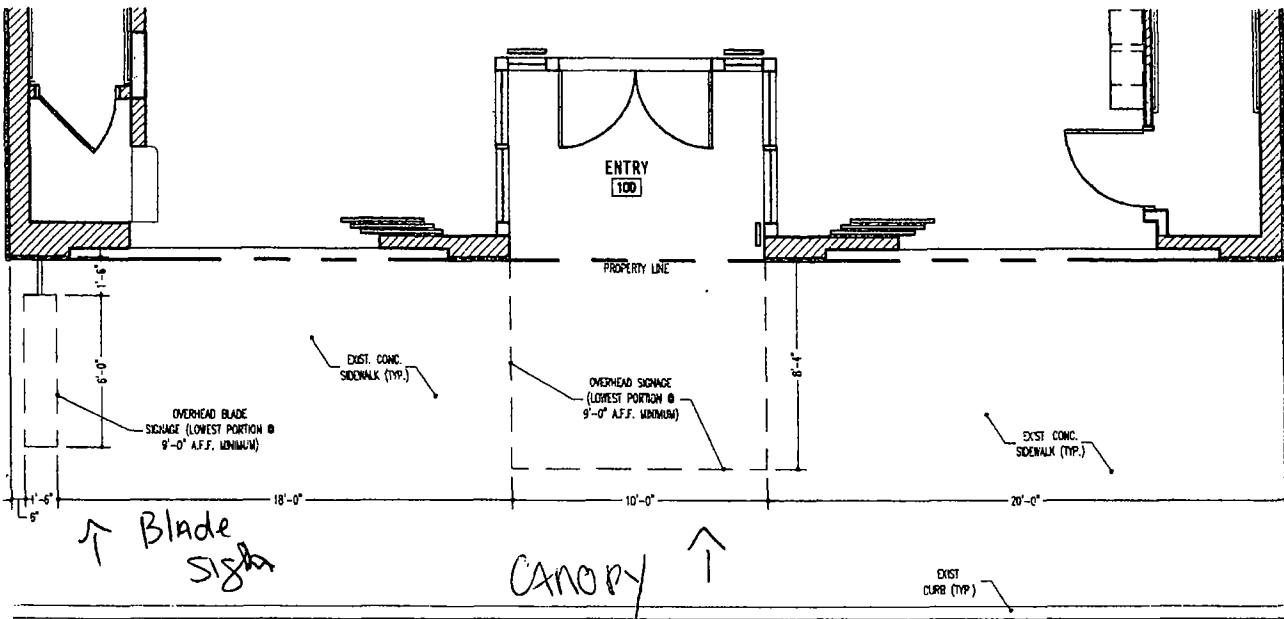 ENTRY
100
PROPERTY LINE
1'-6"
6'-0"
8'-4"
EXIST. CONC.
SIDEWALK (TYP.)
OVERHEAD SIGNAGE
(LOWEST PORTION @
9'-0" A.F.F. MINIMUM)
OVERHEAD BLADE
SIGNAGE (LOWEST PORTION @
9'-0" A.F.F. MINIMUM)
EXST CONC.
SIDEWALK (TYP.)
6"
1'-6"
18'-0"
10'-0"
20'-0"
Blade
Sign
CANOPY
EXIST
CURB (TYP)